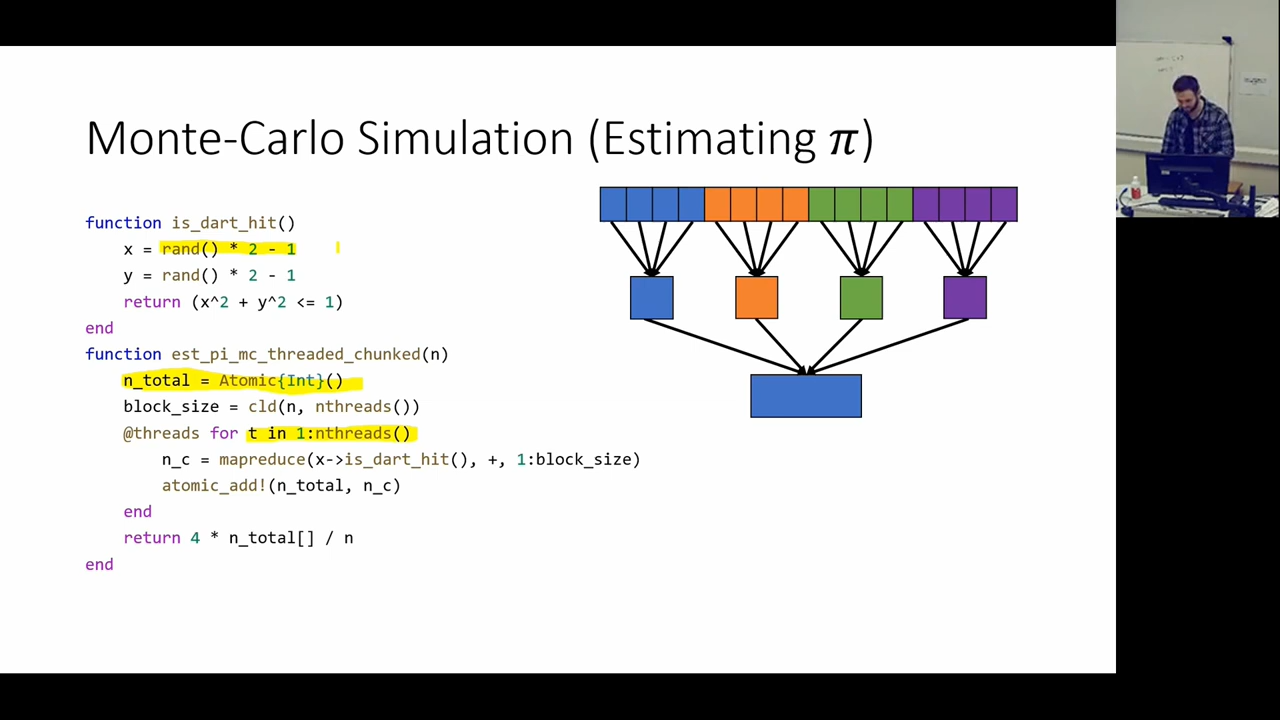 Monte-Carlo Simulation (Estimating π)
function is_dart_hit()
x = rand() * 2 - 1
y = rand() * 2 - 1
return (x^2 + y^2 <= 1)
end
function est_pi_mc_threaded_chunked(n)
n_total = Atomic{Int}()
block_size = cld(n, nthreads())
@threads for t in 1:nthreads()
n_c = mapreduce(x->is_dart_hit(), +, 1:block_size)
atomic_add!(n_total, n_c)
end
return 4 * n_total[] / n
end